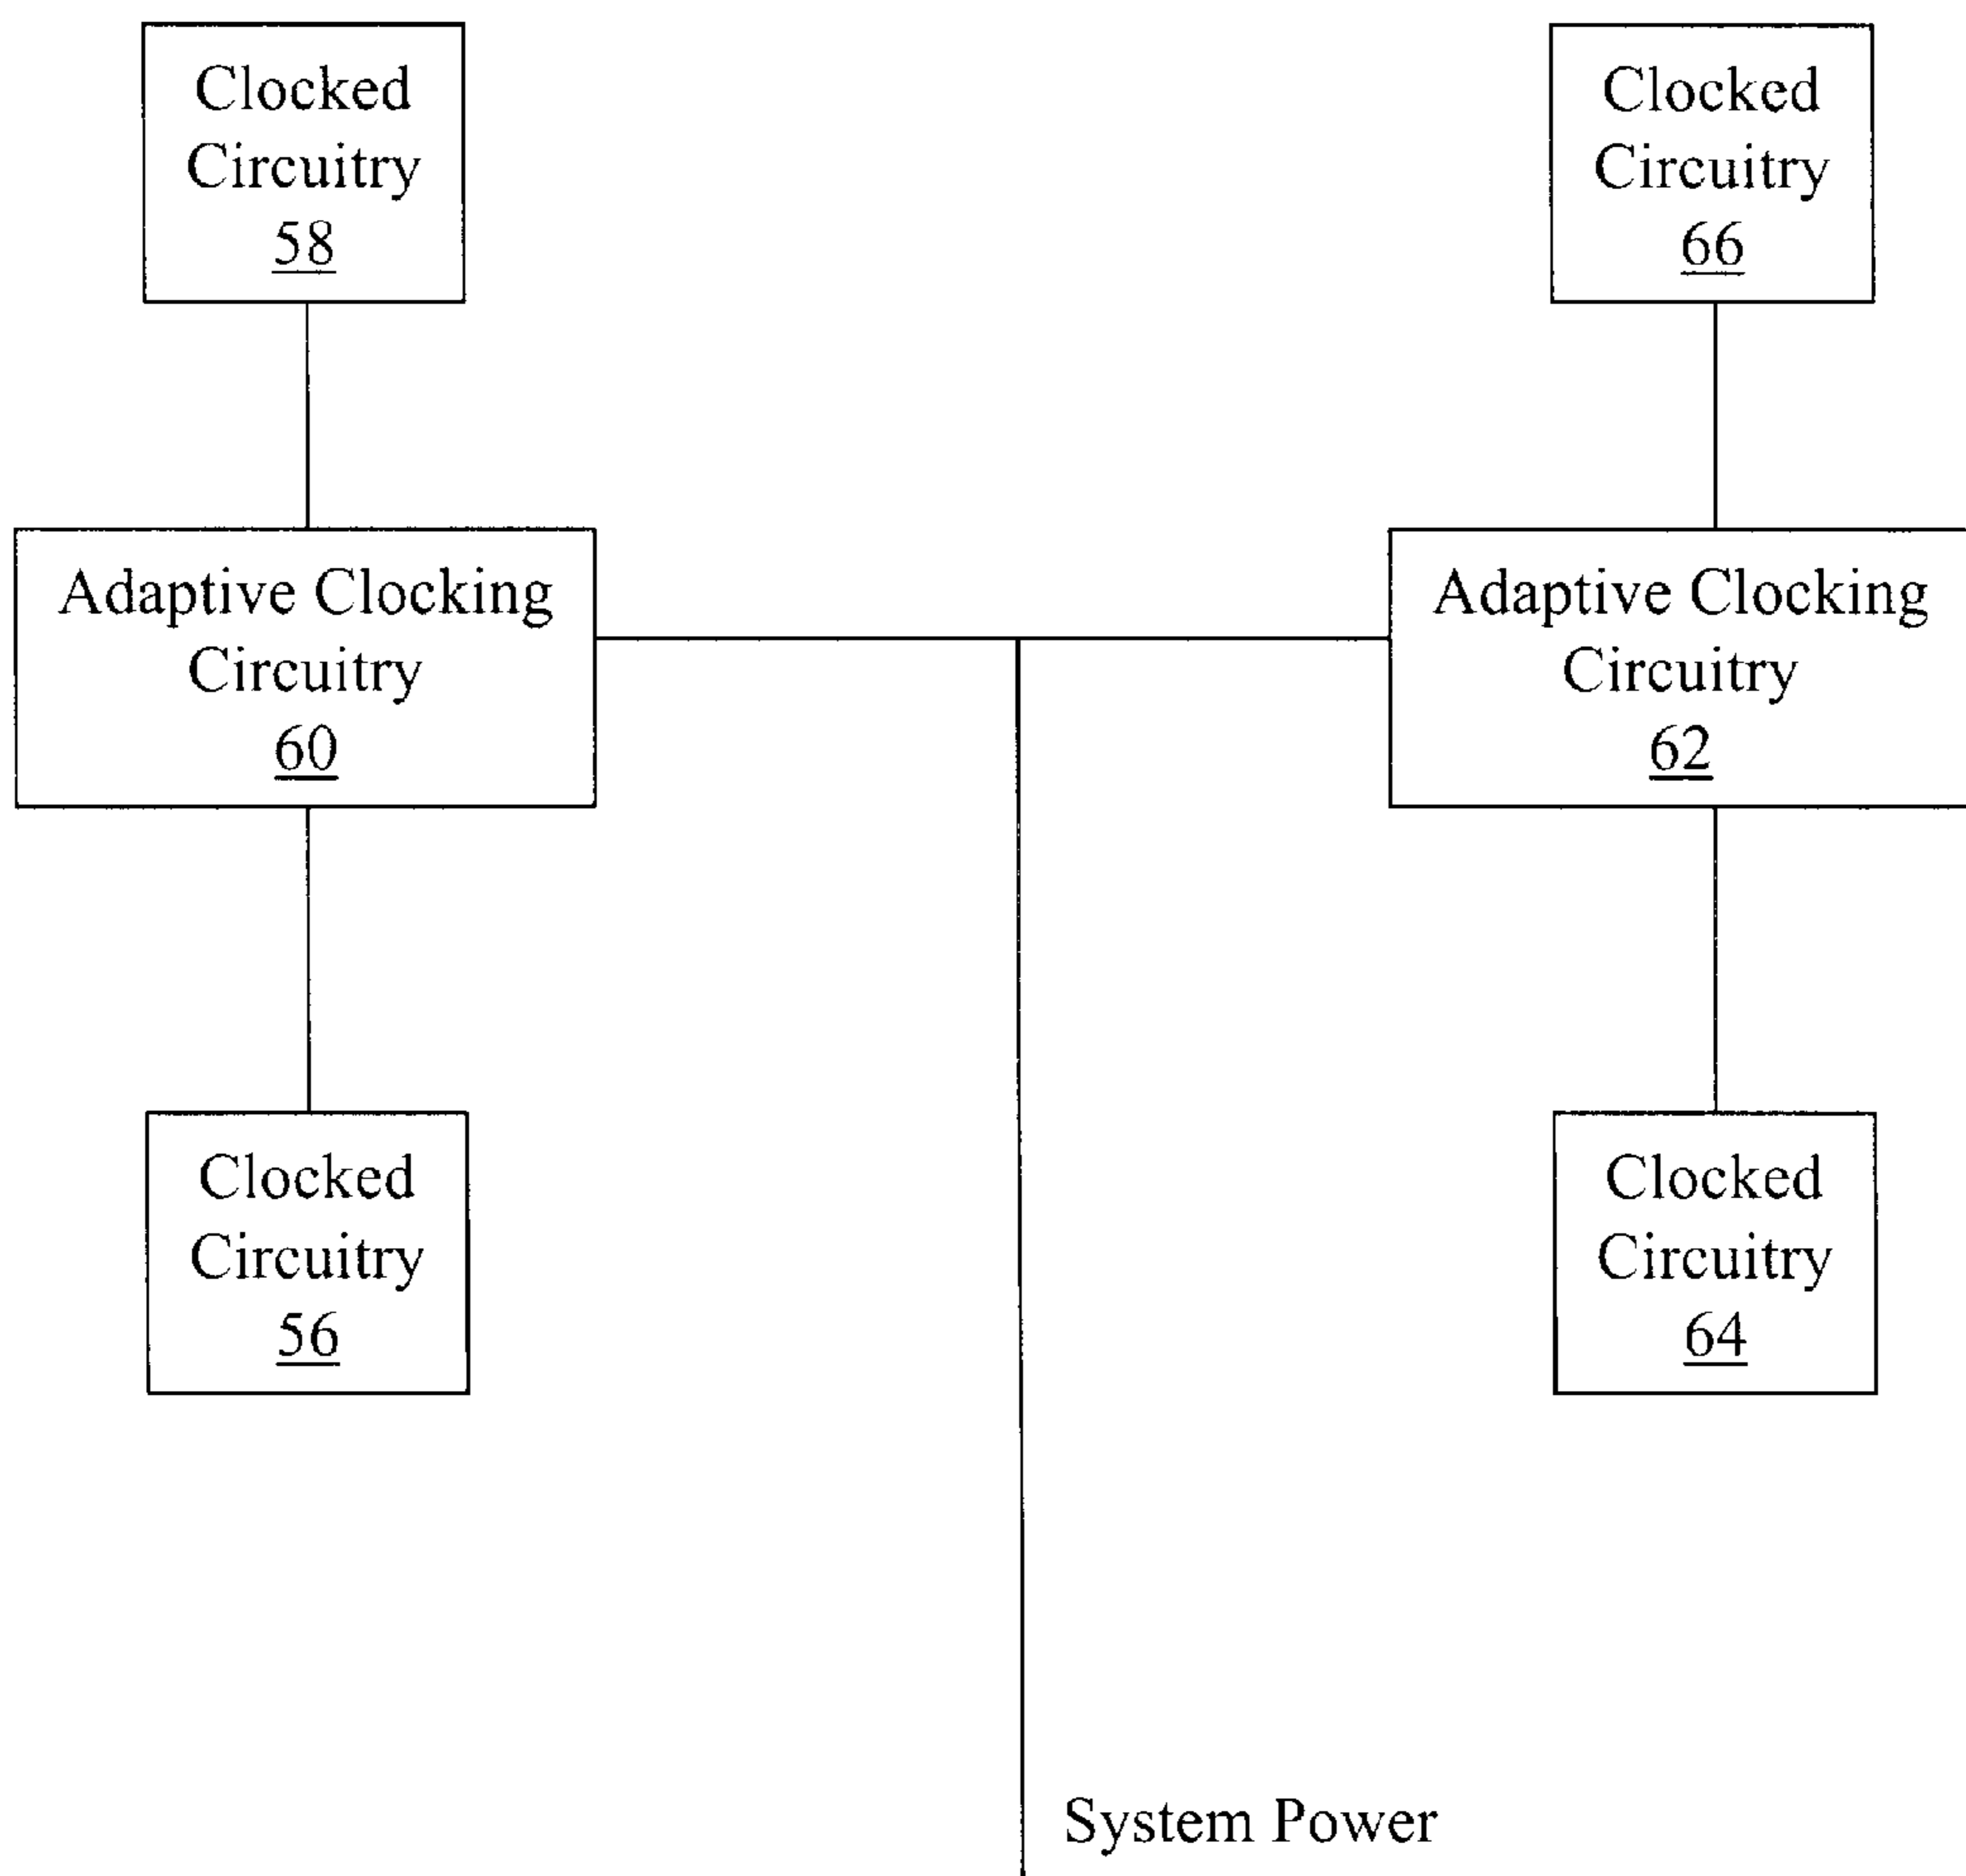 Clocked
Circuitry
58
Clocked
Circuitry
66
Adaptive Clocking
Circuitry
60
Adaptive Clocking
Circuitry
62
Clocked
Circuitry
56
Clocked
Circuitry
64
System Power